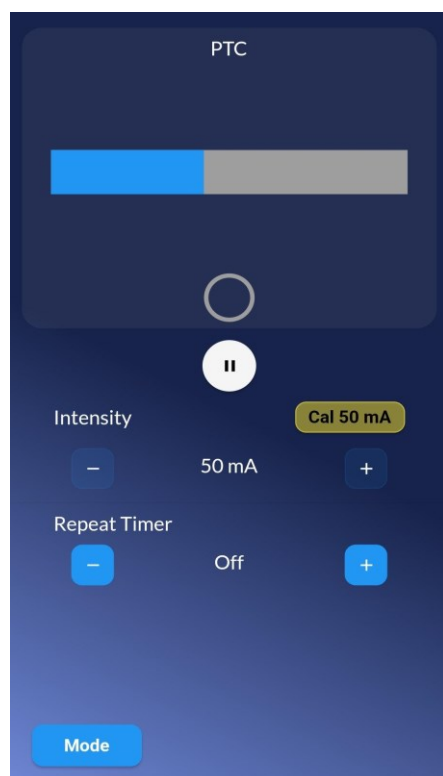 PTC
Intensity
Cal 50 mA
− 50 mA +
Repeat Timer
− Off +
Mode